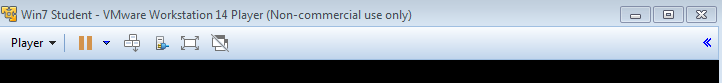 Win7 Student - VMware Workstation 14 Player (Non-commercial use only)
Player